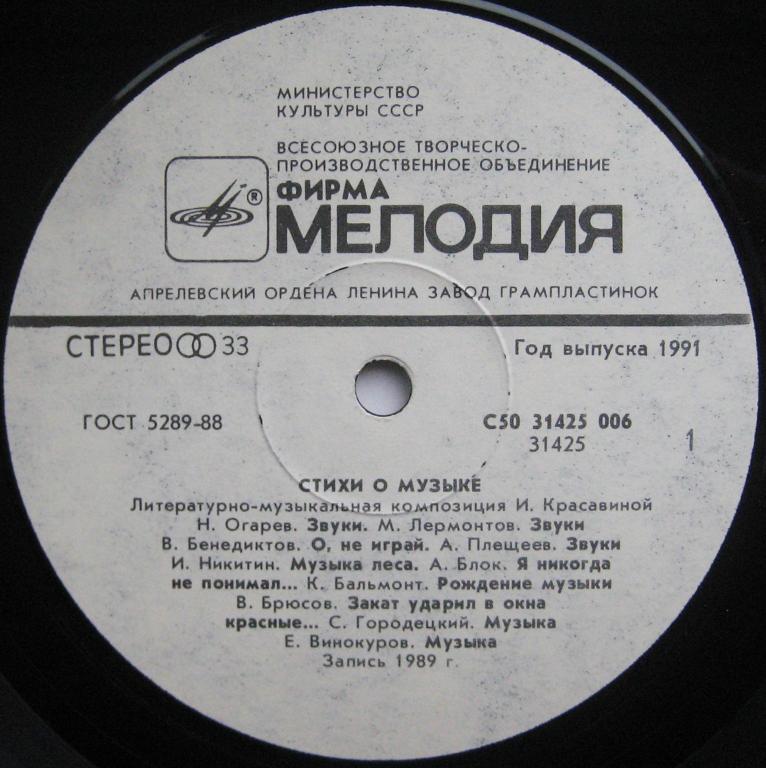 МИНИСТЕРСТВО
КУЛЬТУРЫ СССР
ВСЕСОЮЗНОЕ ТВОРЧЕСКО-
ПРОИЗВОДСТВЕННОЕ ОБЪЕДИНЕНИЕ
®
ФИРМА
МЕЛОДИЯ
АПРЕЛЕВСКИЙ ОРДЕНА ЛЕНИНА ЗАВОД ГРАМПЛАСТИНОК
СТЕРЕО 33
Год выпуска 1991
ГОСТ 5289-88
С50 31425 006
31425
1
СТИХИ О МУЗЫКЕ
Литературно-музыкальная композиция И. Красавиной
Н. Огарев. Звуки. М. Лермонтов. Звуки
В. Бенедиктов. О, не играй. А. Плещеев. Звуки
И. Никитин. Музыка леса. А. Блок. Я никогда
не понимал... К. Бальмонт. Рождение музыки
В. Брюсов. Закат ударил в окна
красные... С. Городецкий. Музыка
Е. Винокуров. Музыка
Запись 1989 г.